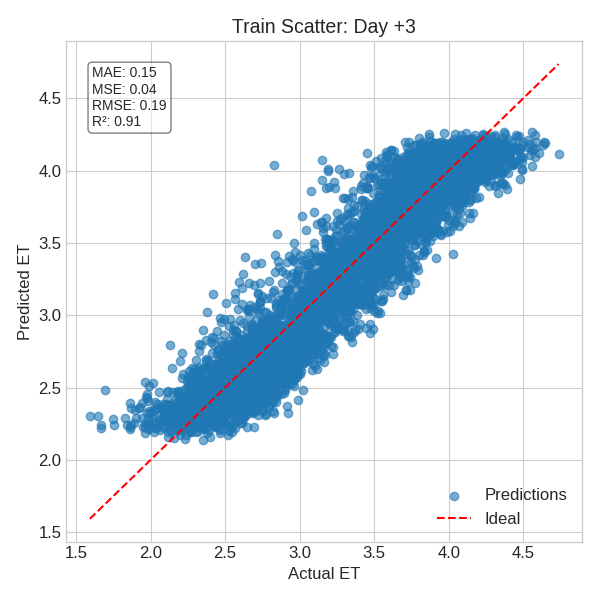 Train Scatter: Day +3
MAE: 0.15
MSE: 0.04
RMSE: 0.19
R²: 0.91
Predicted ET
4.5
4.0
3.5
3.0
2.5
2.0
1.5
Predictions
Ideal
1.5 2.0 2.5 3.0 3.5 4.0 4.5
Actual ET